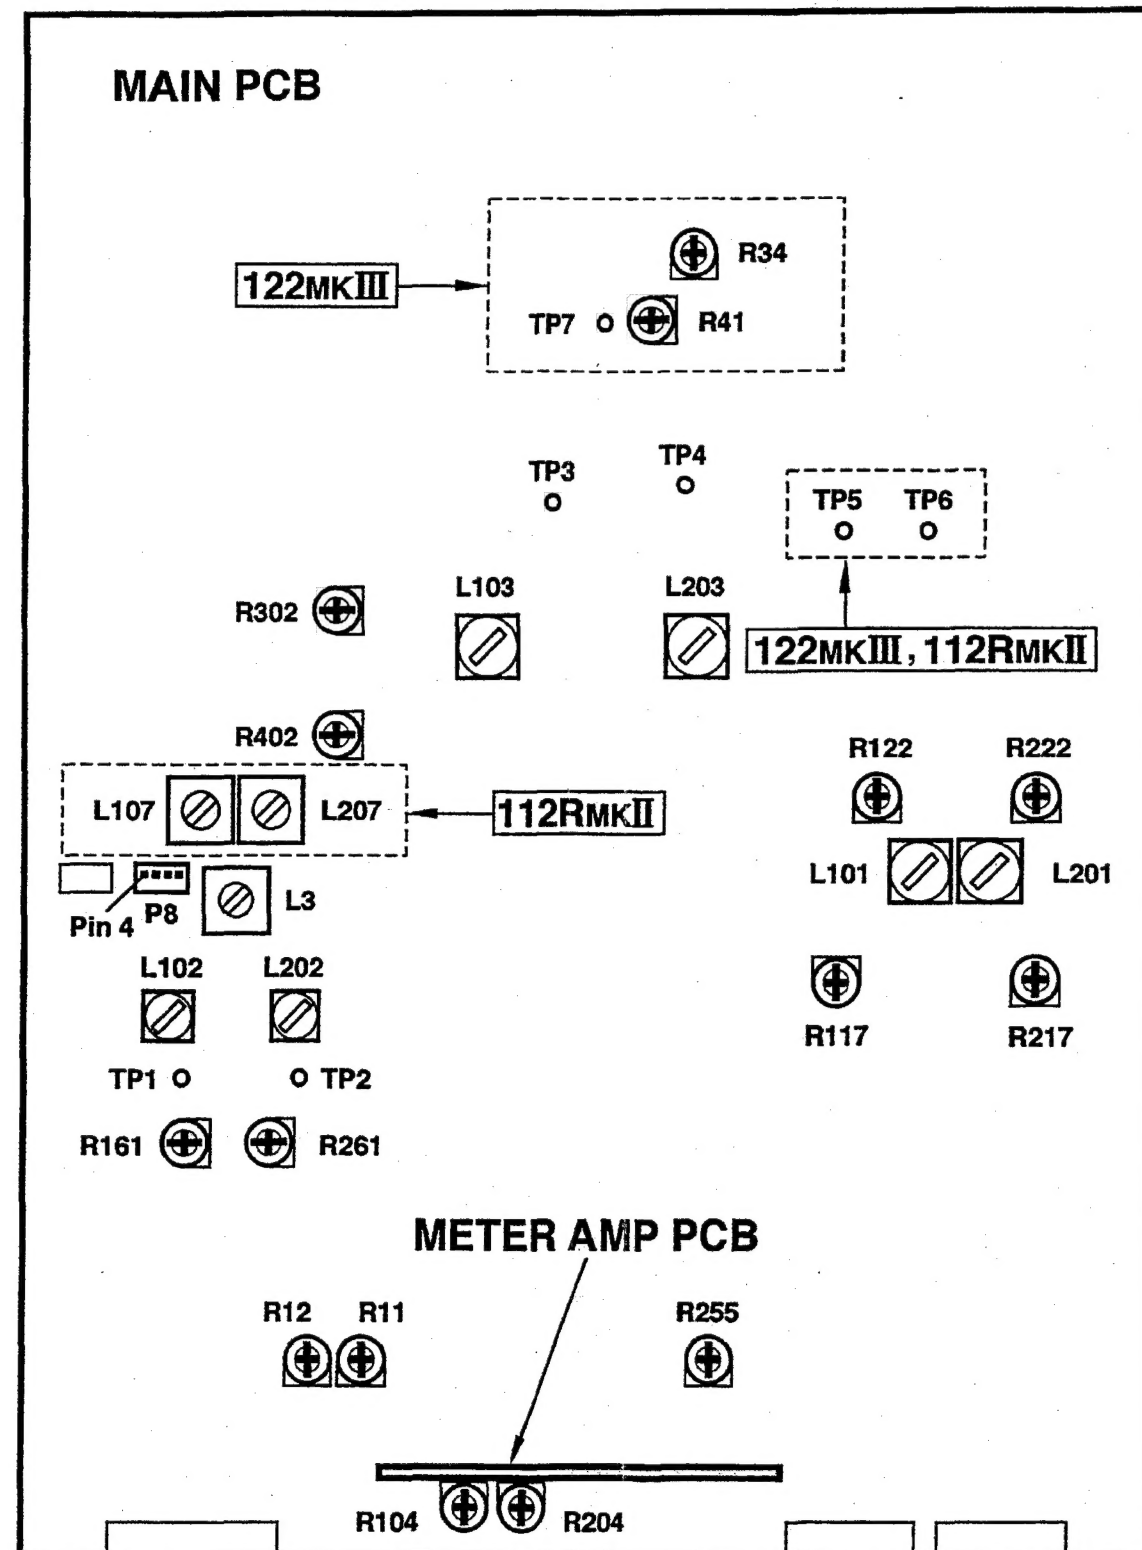 MAIN PCB
R34
122MKIII
TP7
R41
TP4
TP3
TP5 TP6
L103
L203
R302
122MKIII, 112RMKII
R402
R122
R222
L107
L207
112RMKII
L101
L201
L3
Pin 4
P8
L102
L202
R117
R217
TP1
TP2
R161
R261
METER AMP PCB
R12
R11
R255
R104
R204